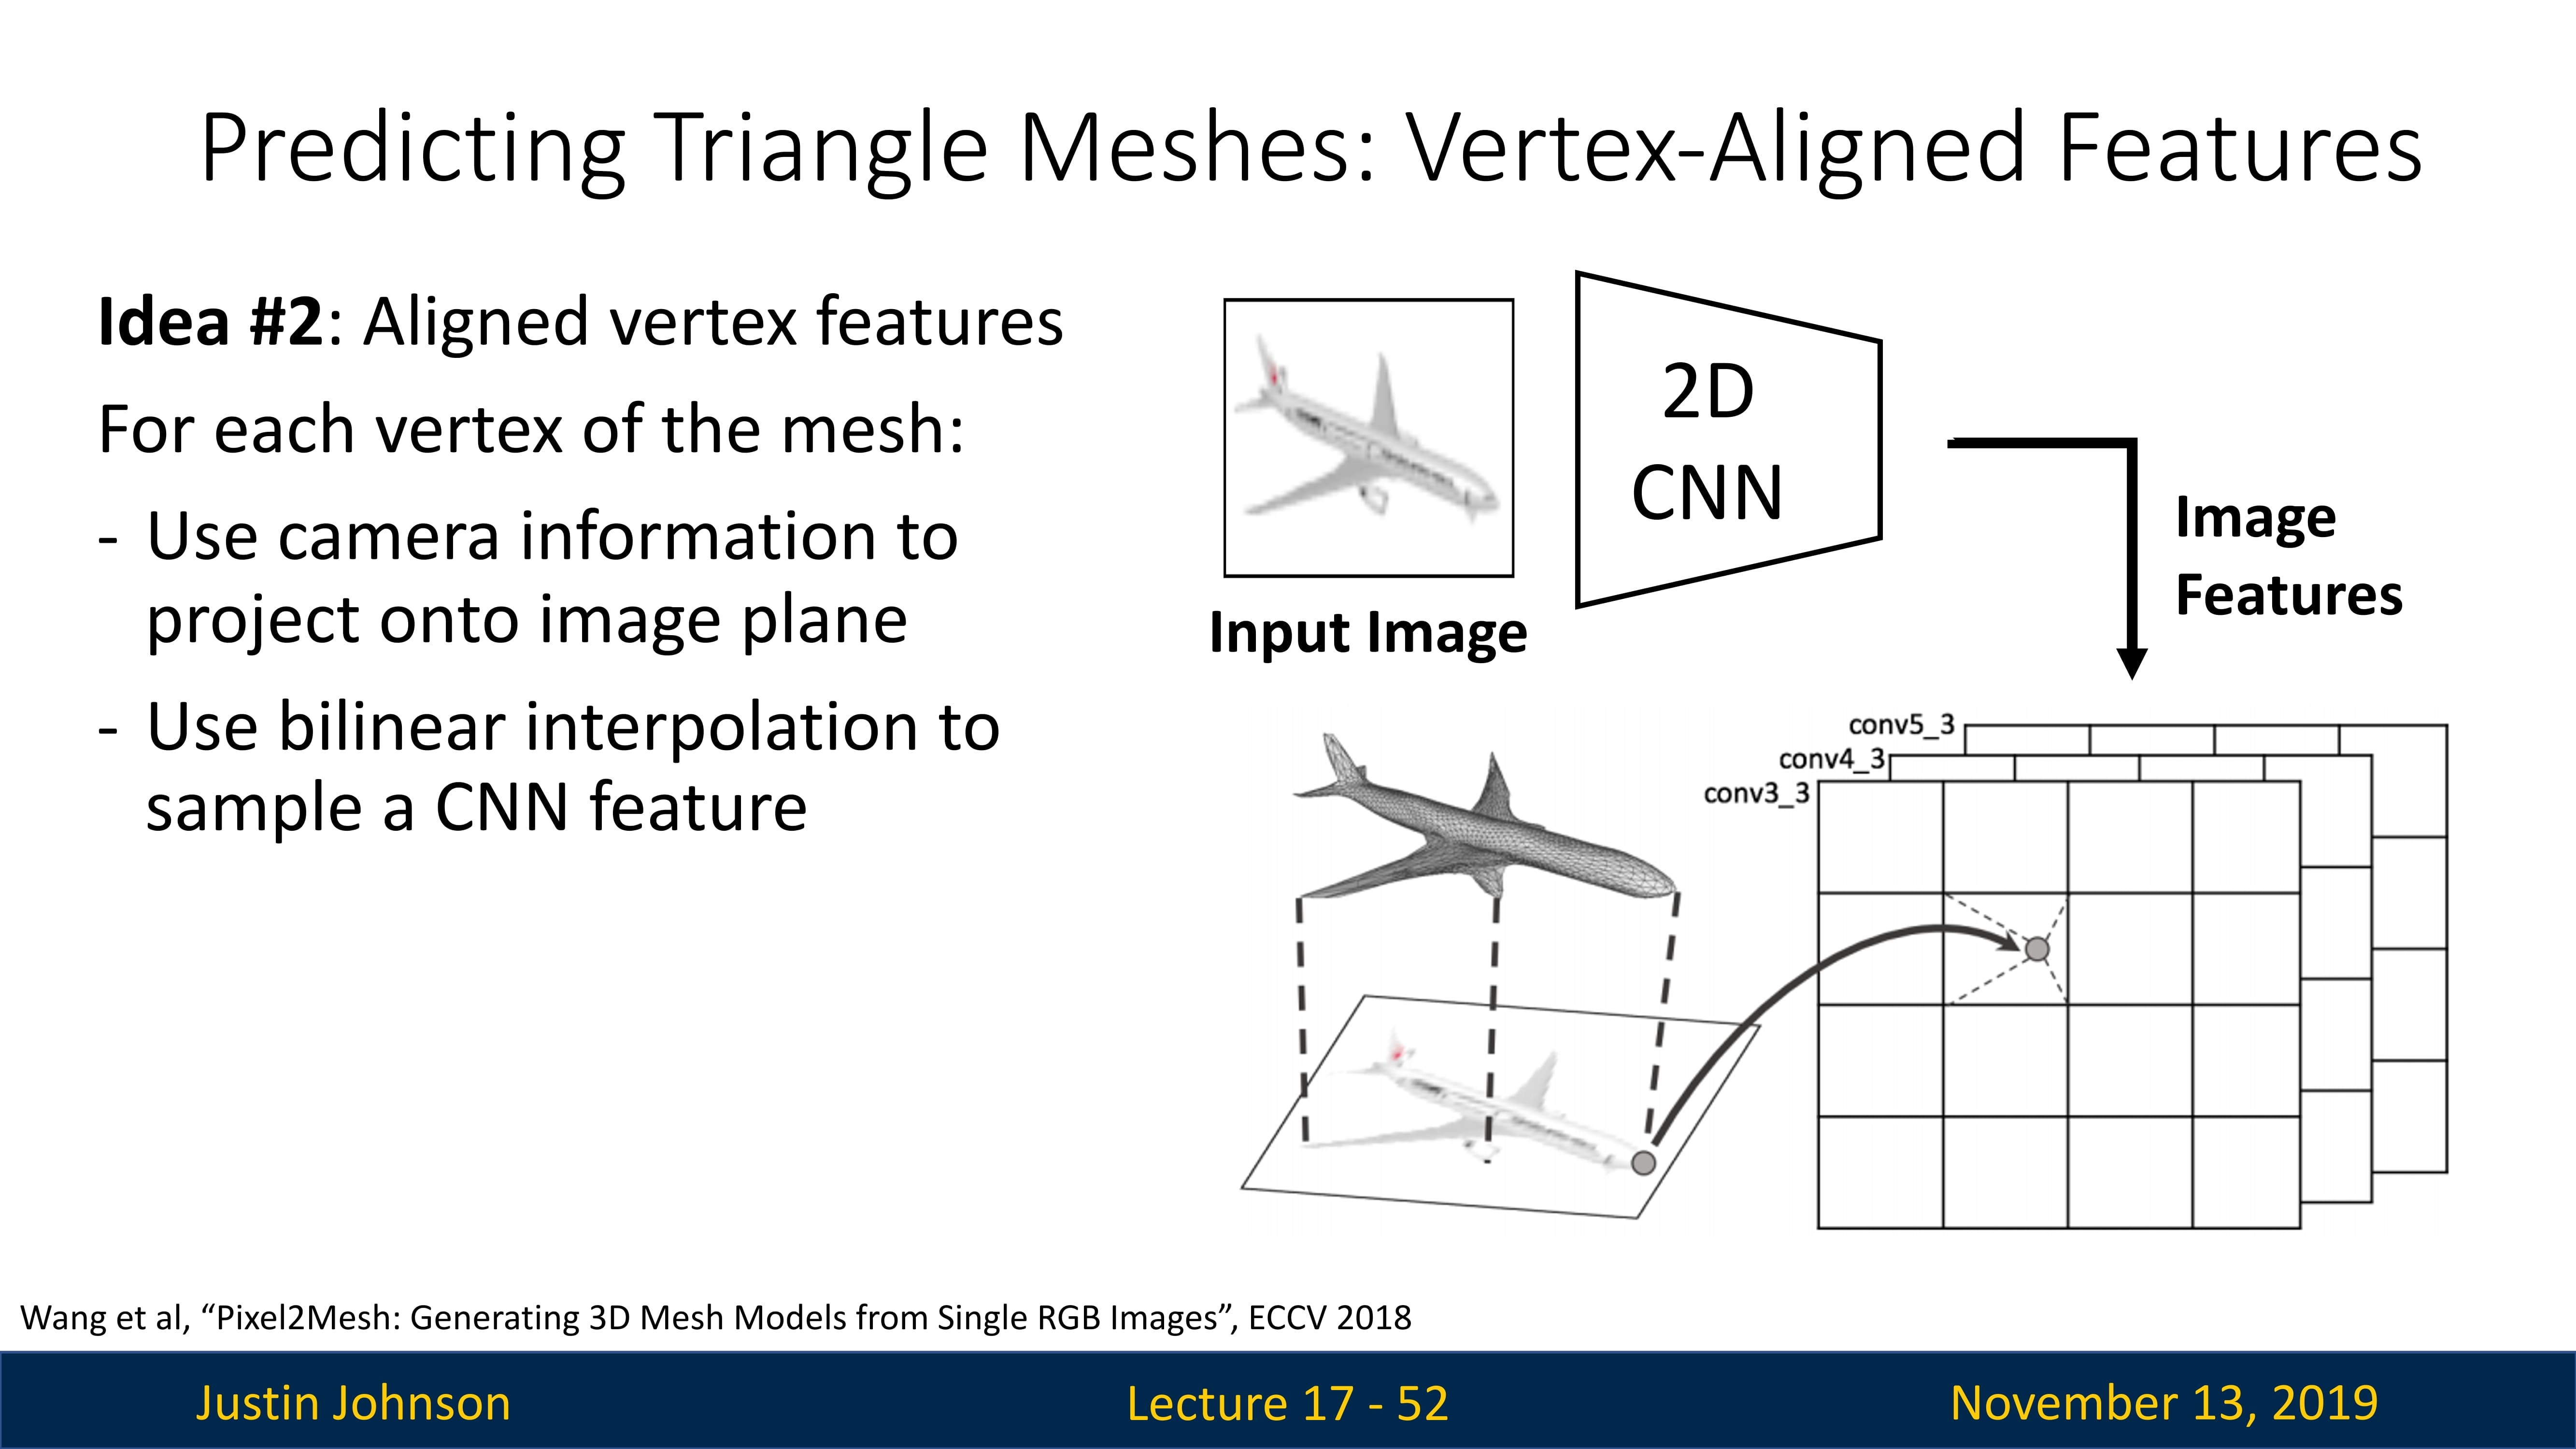 Predicting Triangle Meshes: Vertex-Aligned Features
Idea #2: Aligned vertex features
For each vertex of the mesh:
- Use camera information to
project onto image plane
- Use bilinear interpolation to
sample a CNN feature
2D
CNN
Input Image
Image
Features
conv5_3
conv4_3
conv3_3
Wang et al, “Pixel2Mesh: Generating 3D Mesh Models from Single RGB Images”, ECCV 2018
Justin Johnson
Lecture 17 - 52
November 13, 2019